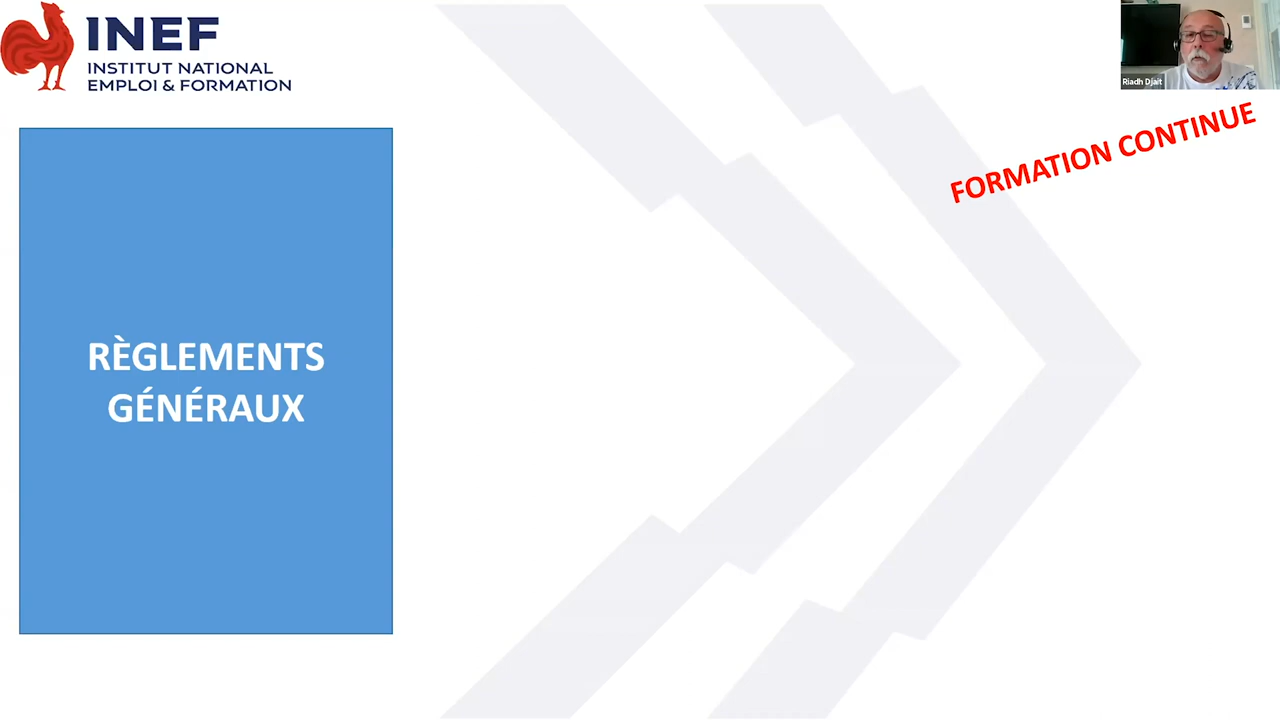 INEF
INSTITUT NATIONAL
EMPLOI & FORMATION
Riadh Djait
FORMATION CONTINUE
RÈGLEMENTS
GÉNÉRAUX